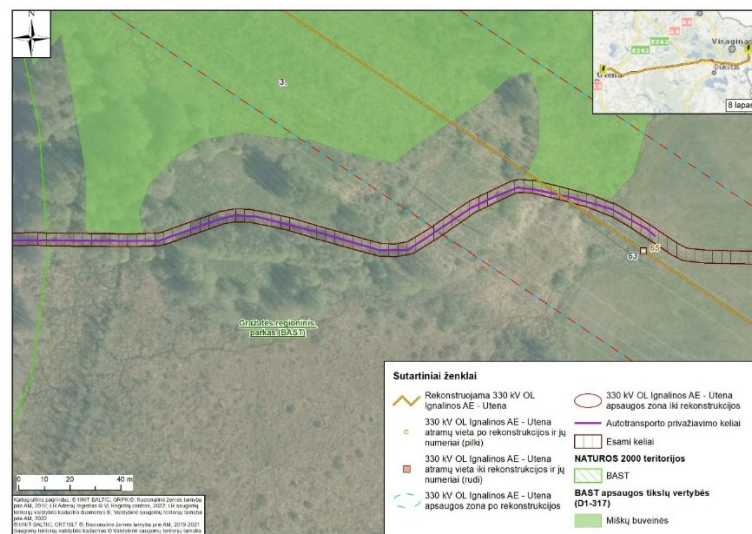 N
Visaginas
Dūkštas
Utena
8 lapas
3.
63
65
Gražutės regioninis
parkas (BAST)
0 10 20 40 m
Sutartiniai ženklai
Rekonstruojama 330 kV OL
Ignalinos AE - Utena
330 kV OL Ignalinos AE - Utena
atramų vieta po rekonstrukcijos ir jų
numeriai (pilki)
330 kV OL Ignalinos AE - Utena
atramų vieta iki rekonstrukcijos ir jų
numeriai (rudi)
330 kV OL Ignalinos AE - Utena
apsaugos zona po rekonstrukcijos
330 kV OL Ignalinos AE - Utena
apsaugos zona iki rekonstrukcijos
Autotransporto privažiavimo keliai
Esami keliai
NATUROS 2000 teritorijos
BAST
BAST apsaugos tikslų vertybės
(D1-317)
Miškų buveinės